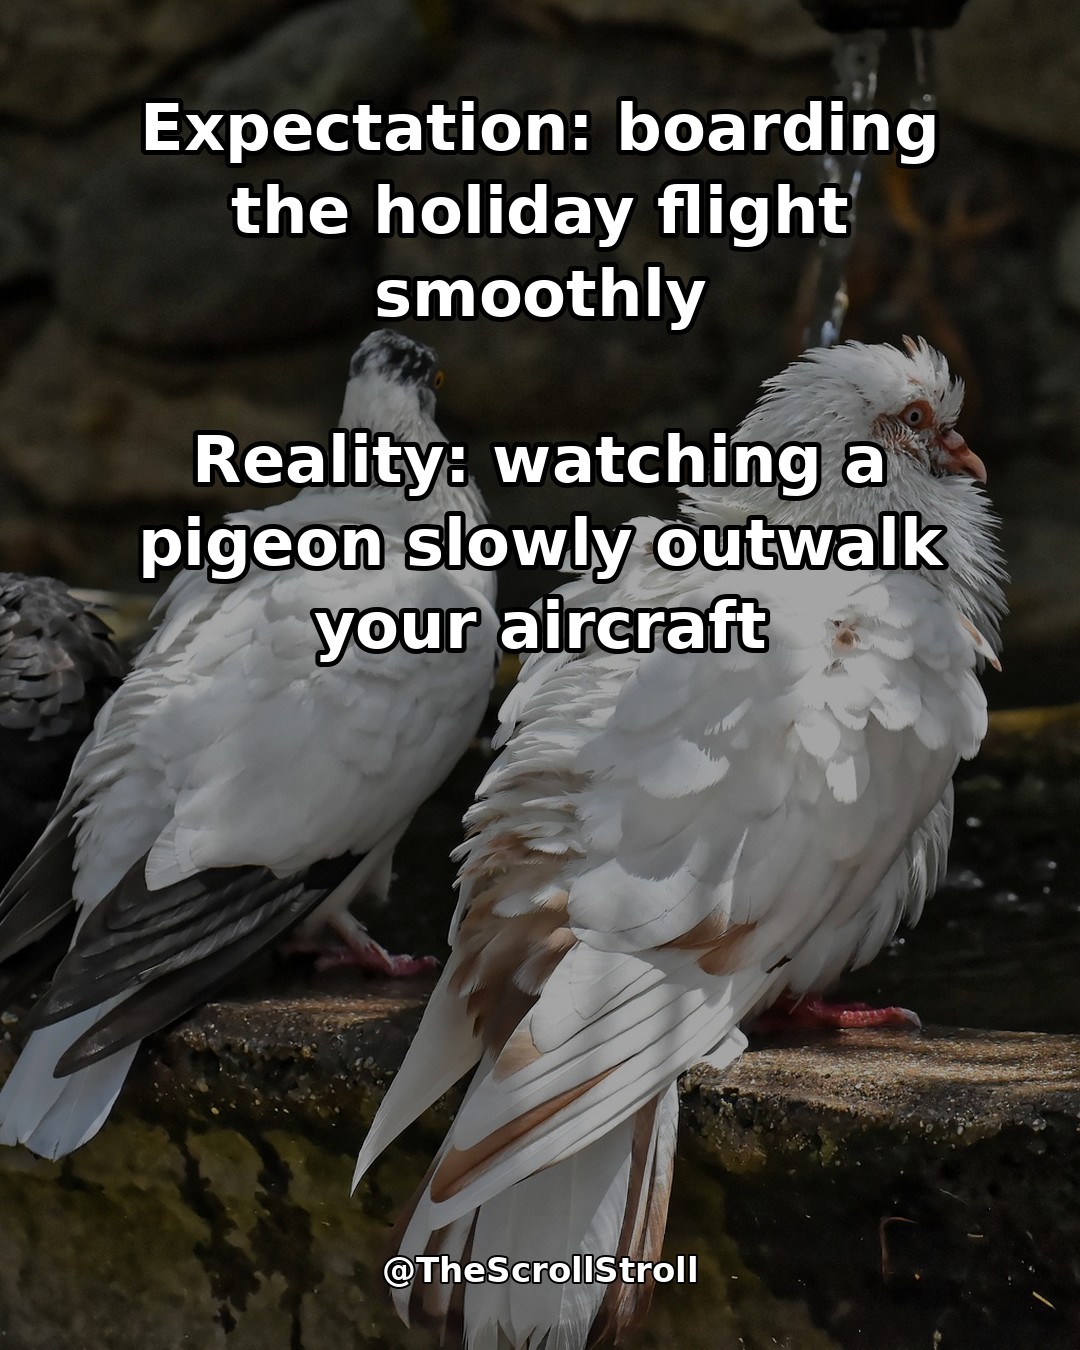 Expectation: boarding
the holiday flight
smoothly
Reality: watching a
pigeon slowly outwalk
your aircraft
@TheScrollStroll